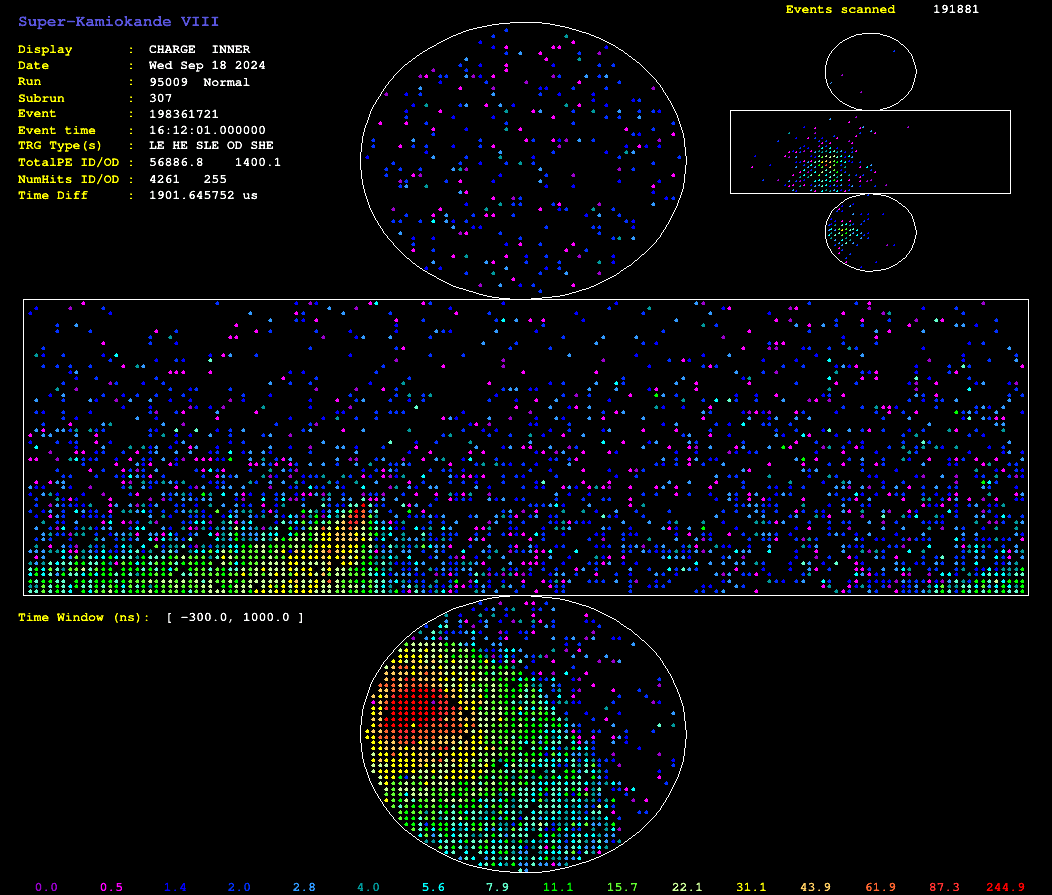 Super-Kamiokande VIII
Events scanned 191881
Display : CHARGE INNER
Date : Wed Sep 18 2024
Run : 95009 Normal
Subrun : 307
Event : 198361721
Event time : 16:12:01.000000
TRG Type(s) : LE HE SLE OD SHE
TotalPE ID/OD : 56886.8 1400.1
NumHits ID/OD : 4261 255
Time Diff : 1901.645752 us
Time Window (ns): [ -300.0, 1000.0 ]
0.0 0.5 1.4 2.0 2.8 4.0 5.6 7.9 11.1 15.7 22.1 31.1 43.9 61.9 87.3 244.9